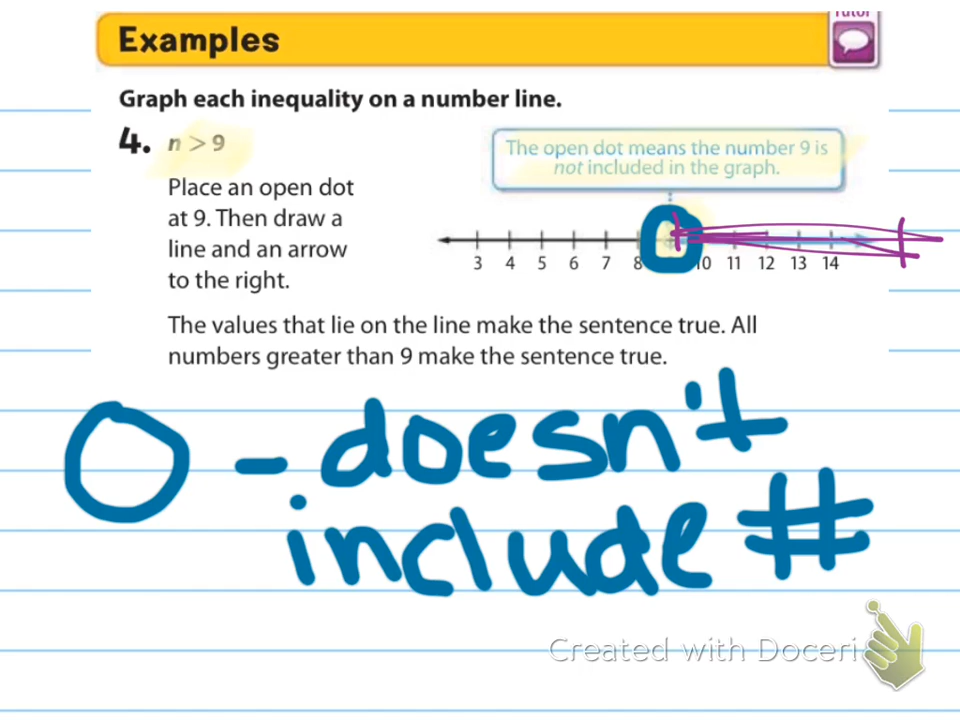 Tutor
Examples
Graph each inequality on a number line.
4. n > 9
The open dot means the number 9 is
not included in the graph.
Place an open dot
at 9. Then draw a
line and an arrow
to the right.
3 4 5 6 7 8 10 11 12 13 14
The values that lie on the line make the sentence true. All
numbers greater than 9 make the sentence true.
O - doesn't
include #
Created with Doceri